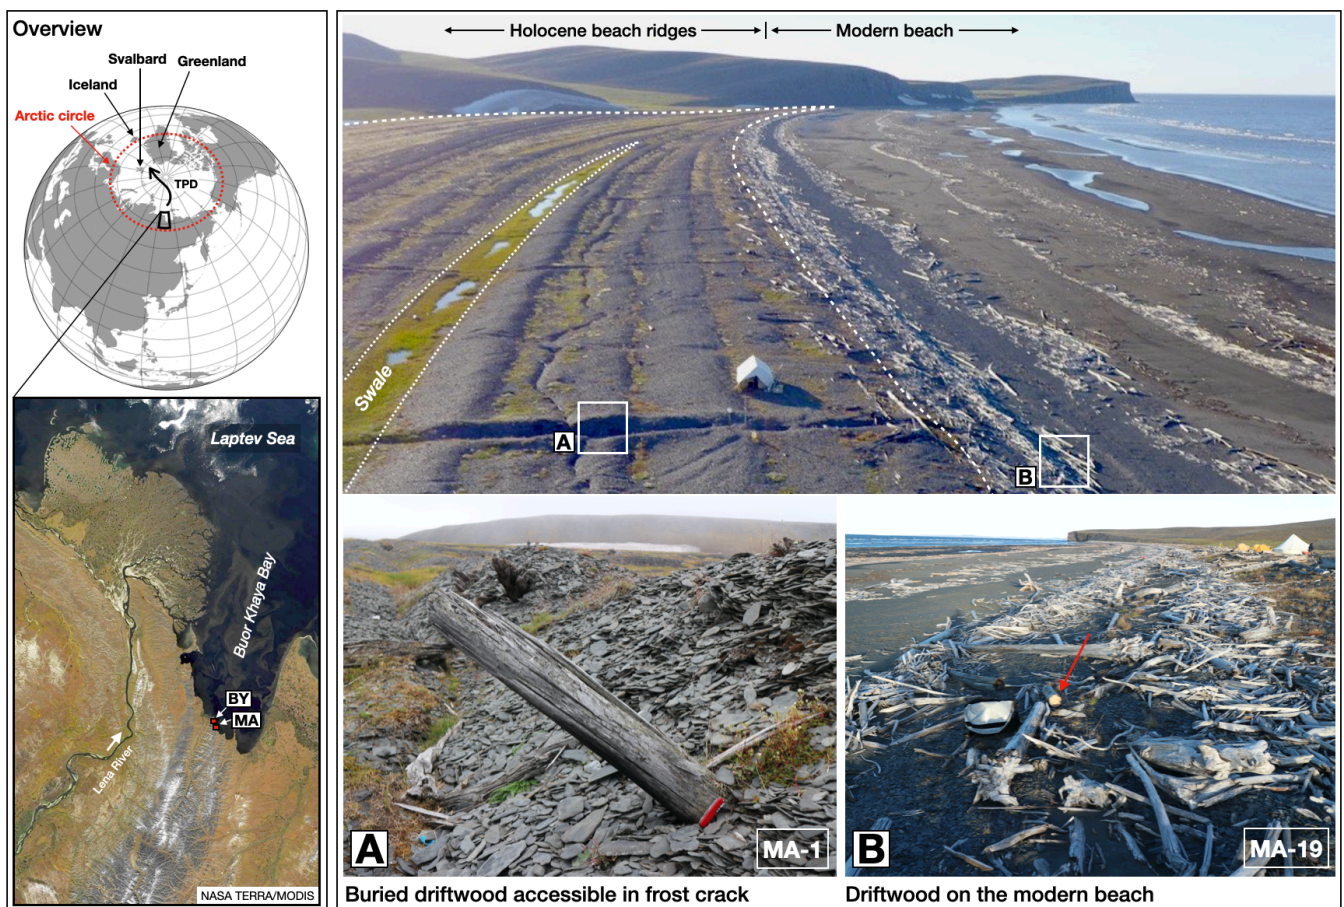 Overview
Svalbard
Greenland
Iceland
Arctic circle
TPD
Laptev Sea
Buor Khaya Bay
BY
MA
Lena River
NASA TERRA/MODIS
Holocene beach ridges
Modern beach
Swale
A
B
A
MA-1
B
MA-19
Buried driftwood accessible in frost crack
Driftwood on the modern beach